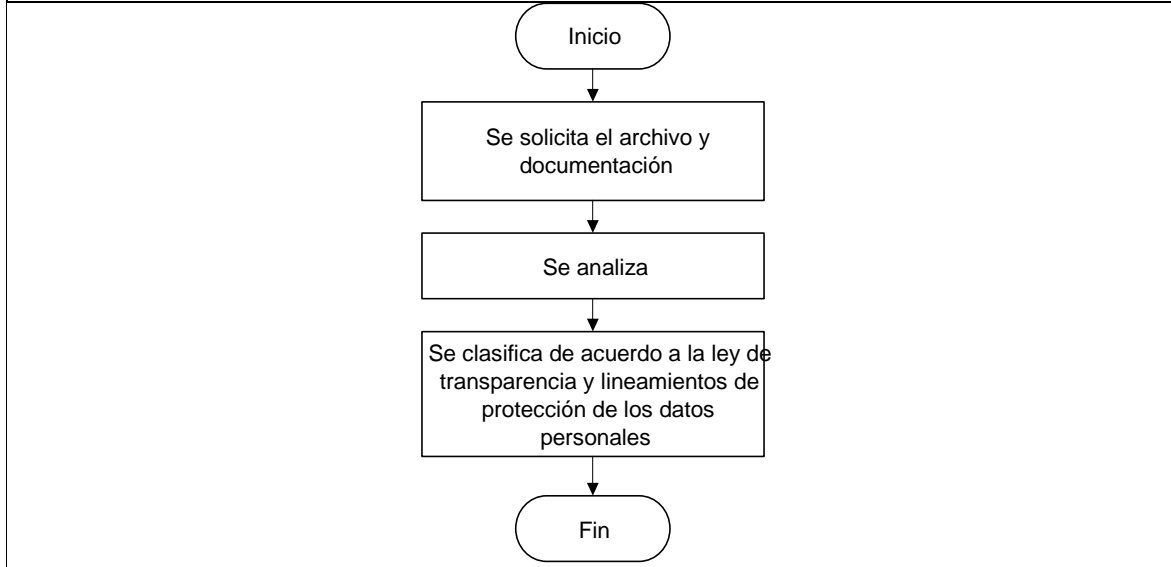 Inicio
Se solicita el archivo y
documentación
Se analiza
Se clasifica de acuerdo a la ley de
transparencia y lineamientos de
protección de los datos
personales
Fin